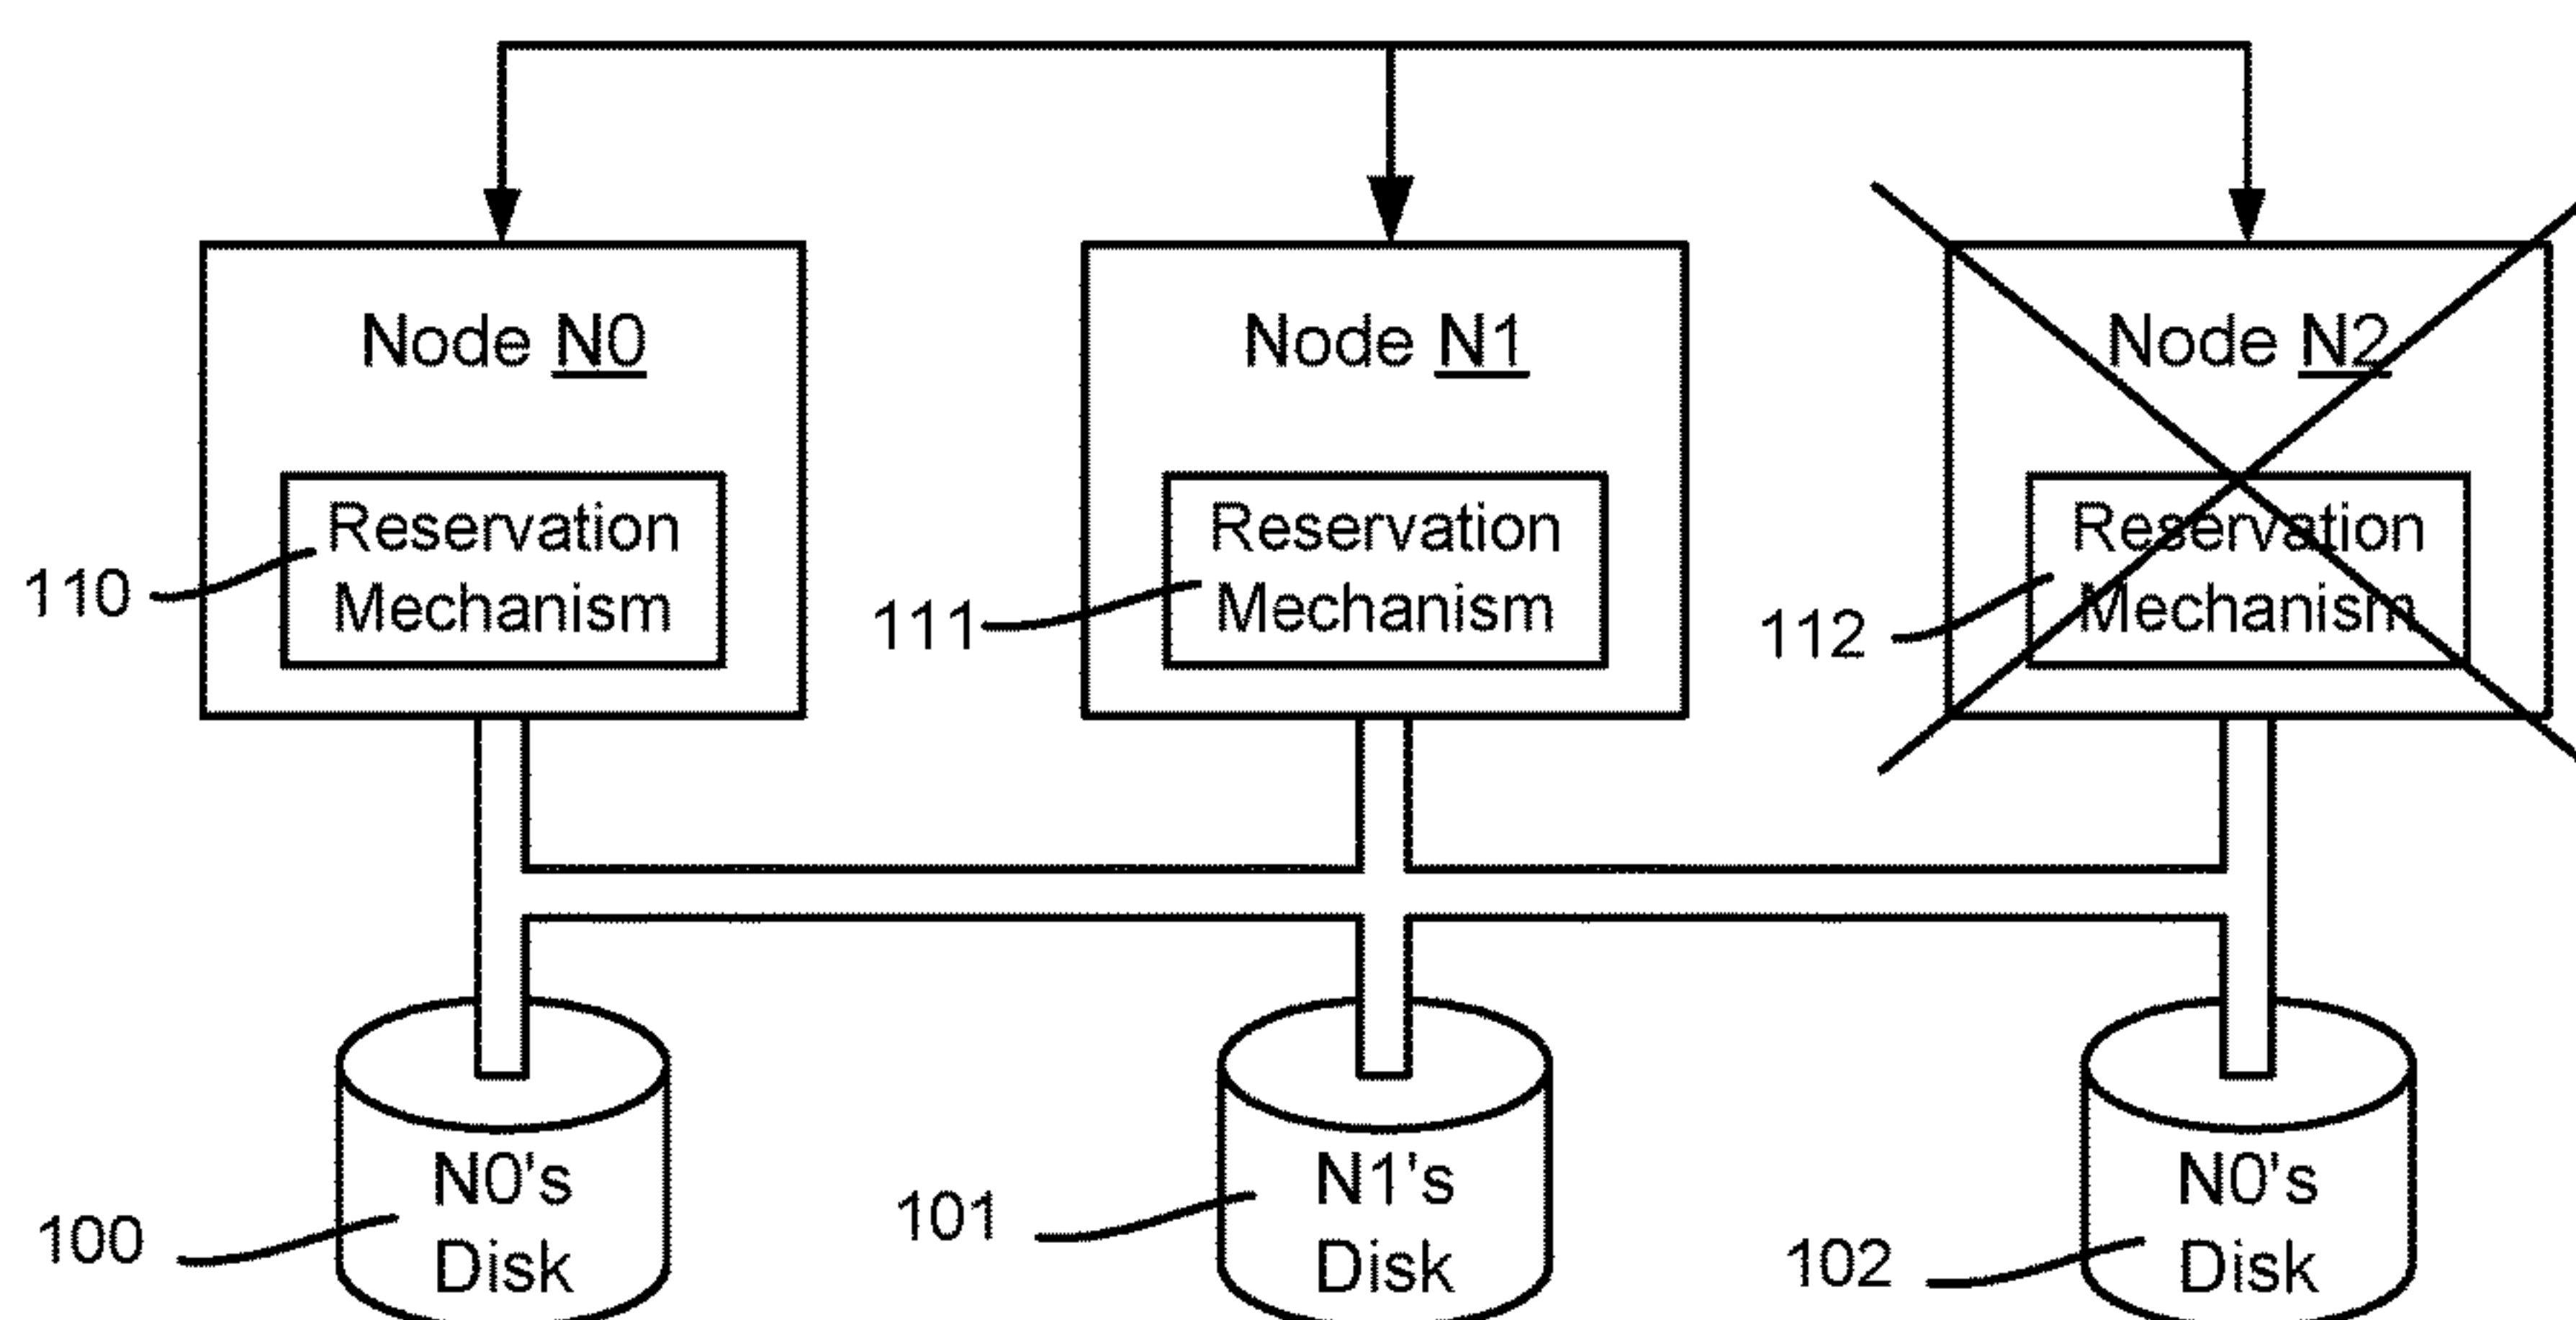 Node N0
Node N1
Node N2
Reservation
Mechanism
Reservation
Mechanism
Reservation
Mechanism
110
111
112
N0's
Disk
N1's
Disk
N0's
Disk
100
101
102